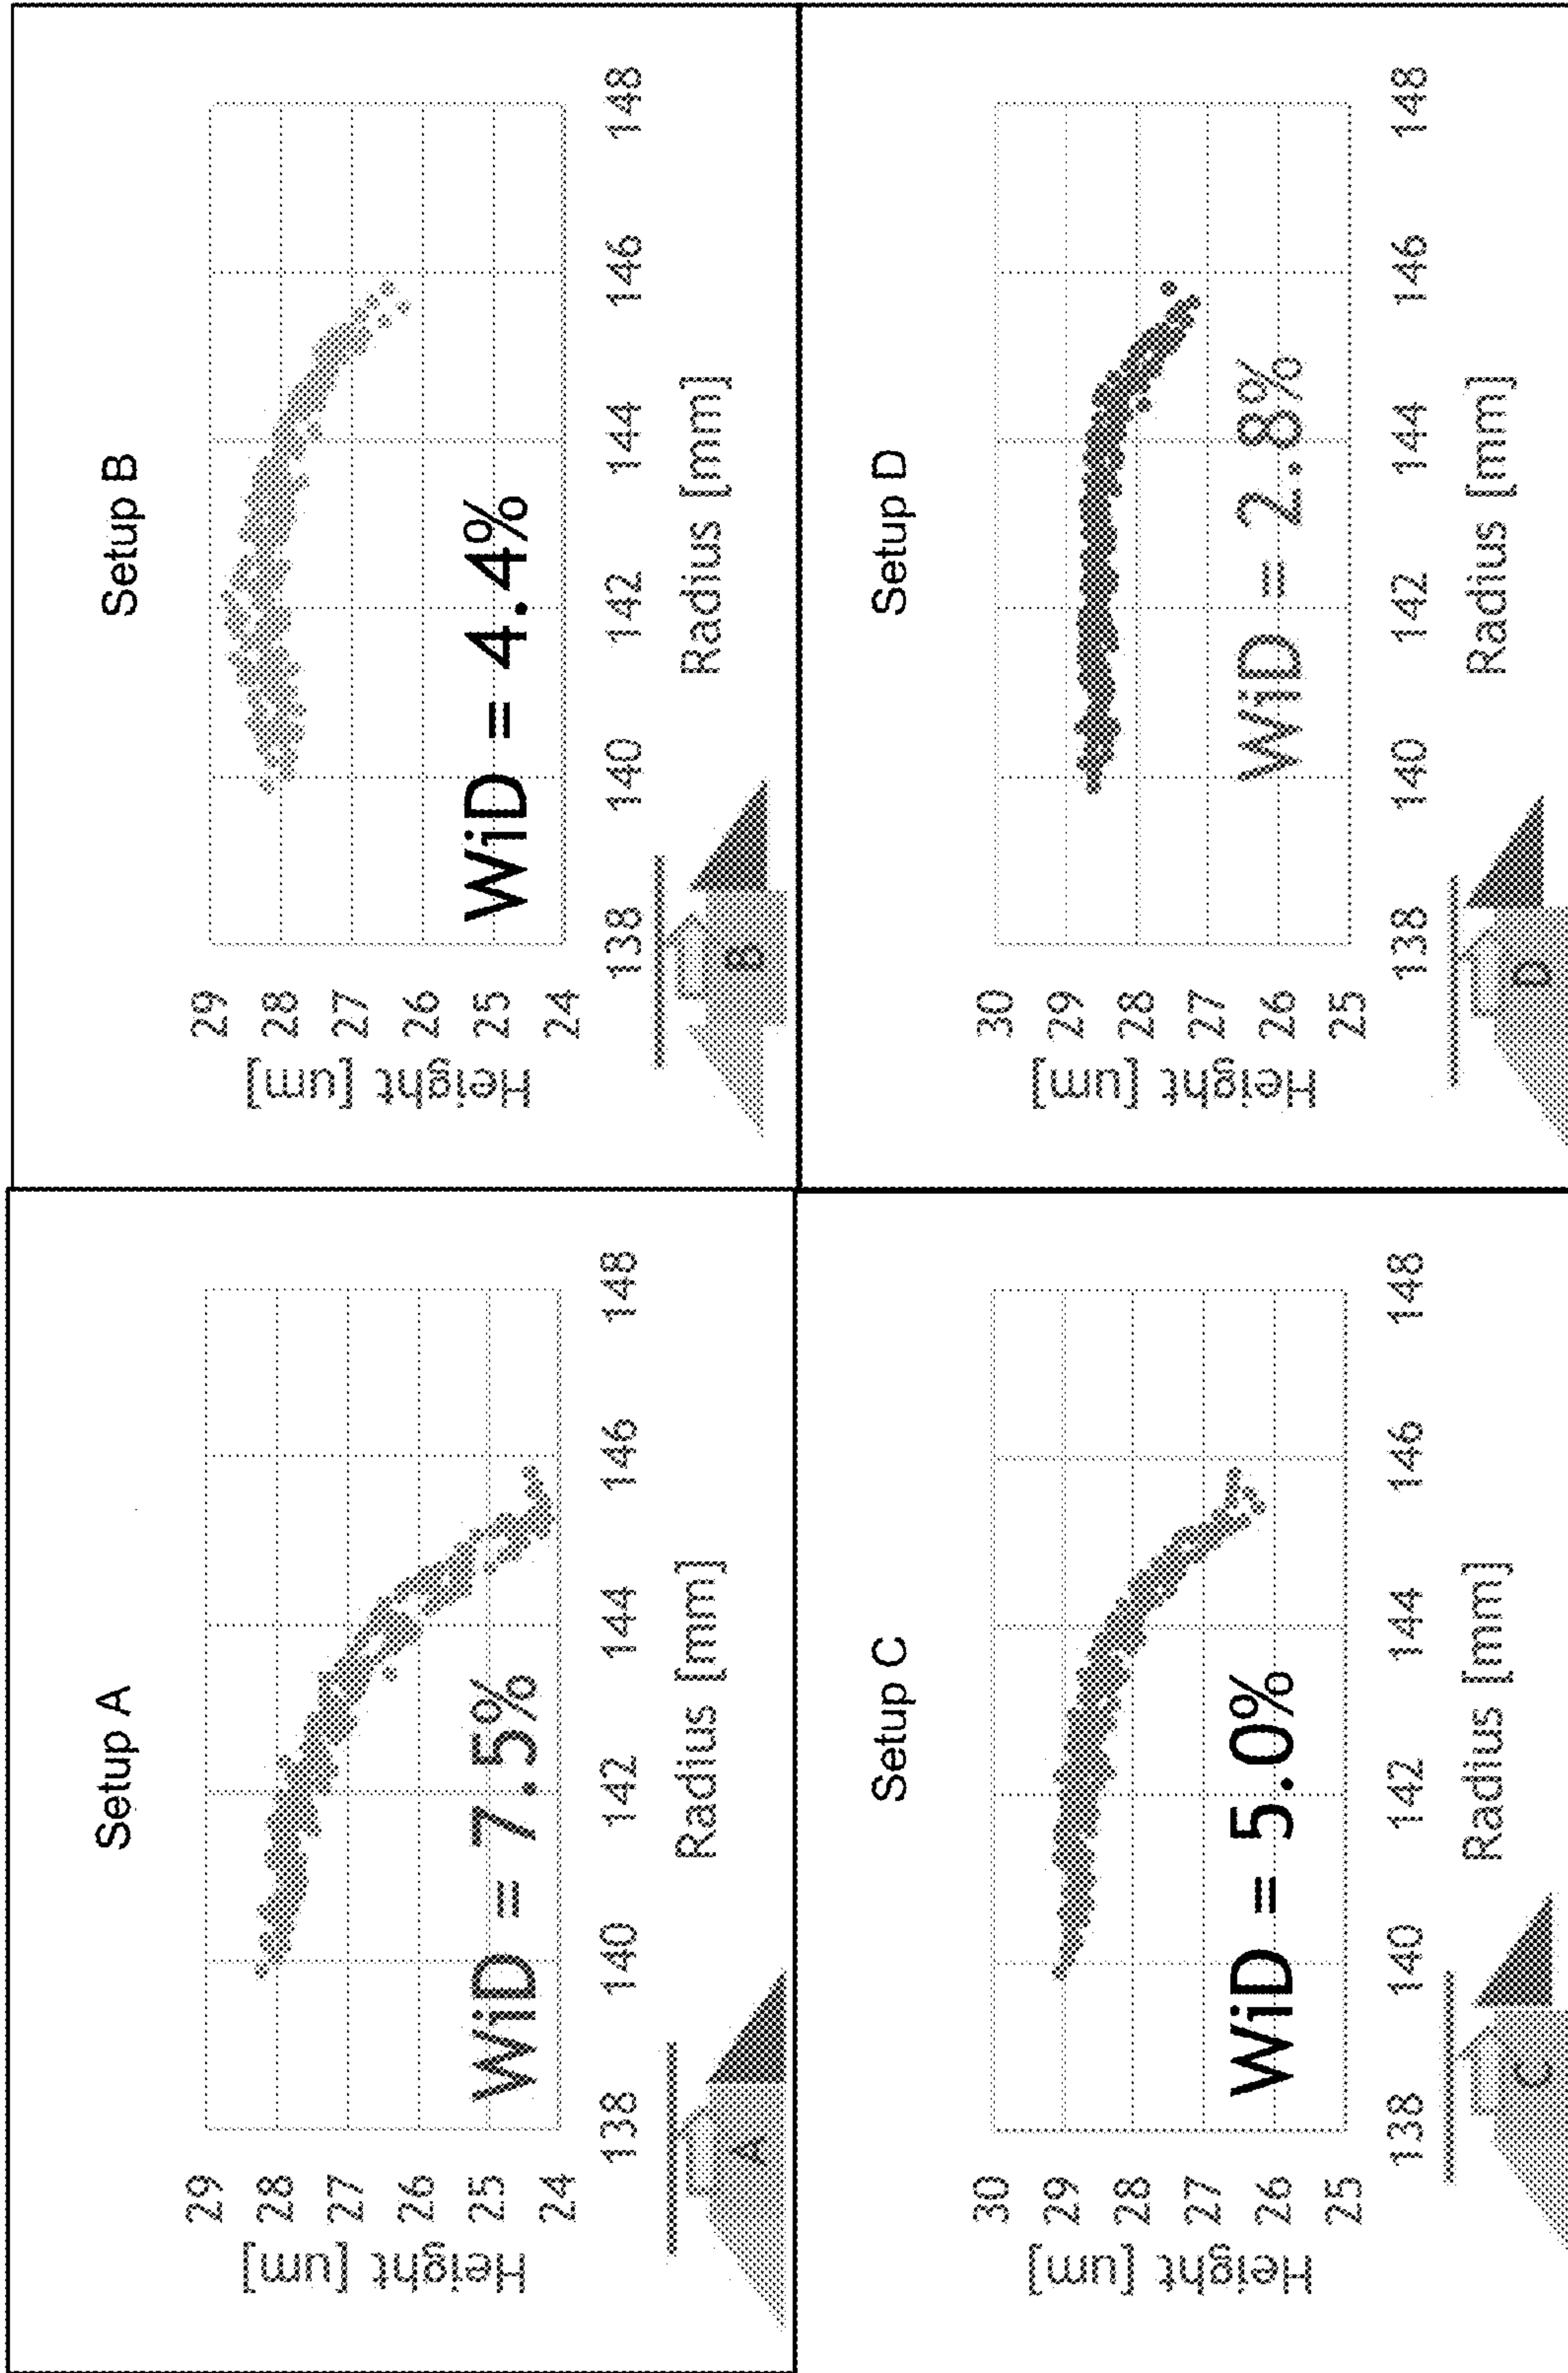 Setup A
29
28
27
26
25
24
Height [um]
WiD = 7.5%
138
140
142
144
146
148
Radius [mm]
A
Setup B
29
28
27
26
25
24
Height [um]
WiD = 4.4%
138
140
142
144
146
148
Radius [mm]
B
Setup C
30
29
28
27
26
25
Height [um]
WiD = 5.0%
138
140
142
144
146
148
Radius [mm]
C
Setup D
30
29
28
27
26
25
Height [um]
WiD = 2.8%
138
140
142
144
146
148
Radius [mm]
D